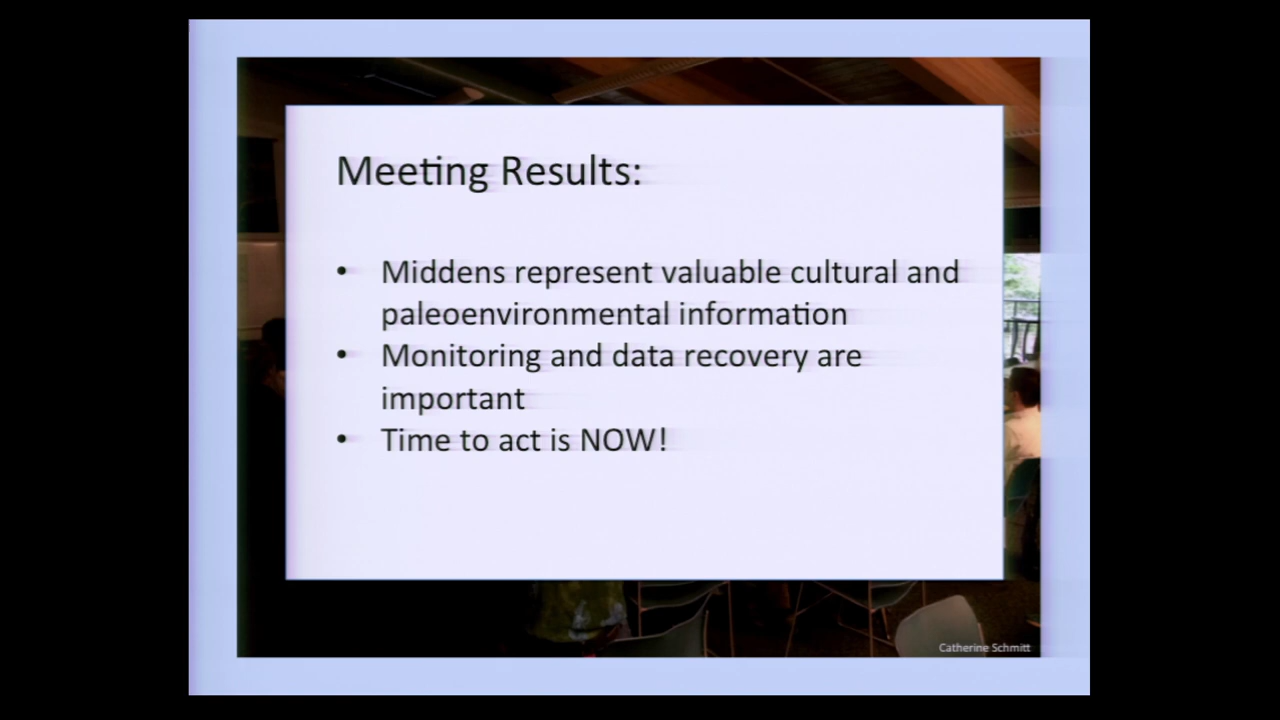 Meeting Results:
• Middens represent valuable cultural and
paleoenvironmental information
• Monitoring and data recovery are
important
• Time to act is NOW!
Catherine Schmitt